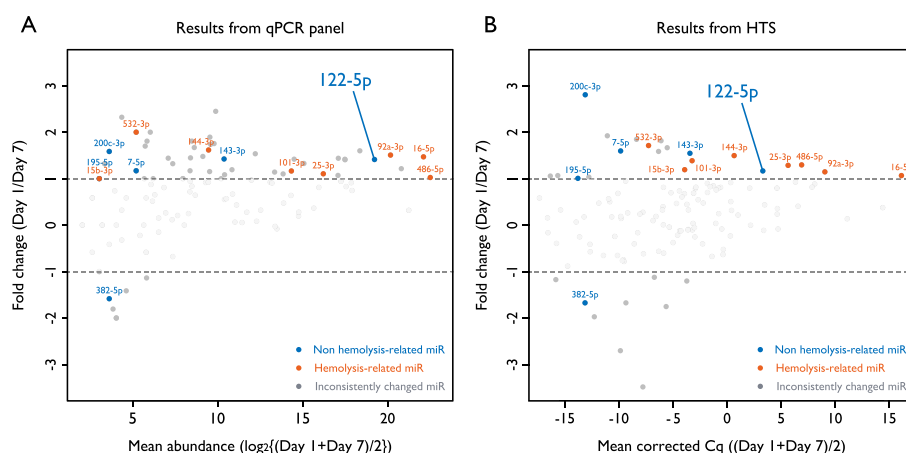 A
Results from qPCR panel
122-5p
532-3p
200c-3p
144-3p
143-3p
92a-3p
16-5p
195-5p
7-5p
101-3p
25-3p
15b-3p
486-5p
382-5p
3
2
1
0
-1
-2
-3
Fold change (Day 1/Day 7)
Non hemolysis-related miR
Hemolysis-related miR
Inconsistently changed miR
5
10
15
20
Mean abundance (log2{(Day 1+Day 7)/2})
B
Results from HTS
200c-3p
122-5p
7-5p
532-3p
143-3p
144-3p
195-5p
15b-3p
101-3p
25-3p
486-5p
92a-3p
382-5p
3
2
1
0
-1
-2
-3
Fold change (Day 1/Day 7)
Non hemolysis-related miR
Hemolysis-related miR
Inconsistently changed miR
-15
-10
-5
0
5
10
15
Mean corrected Cq ((Day 1+Day 7)/2)